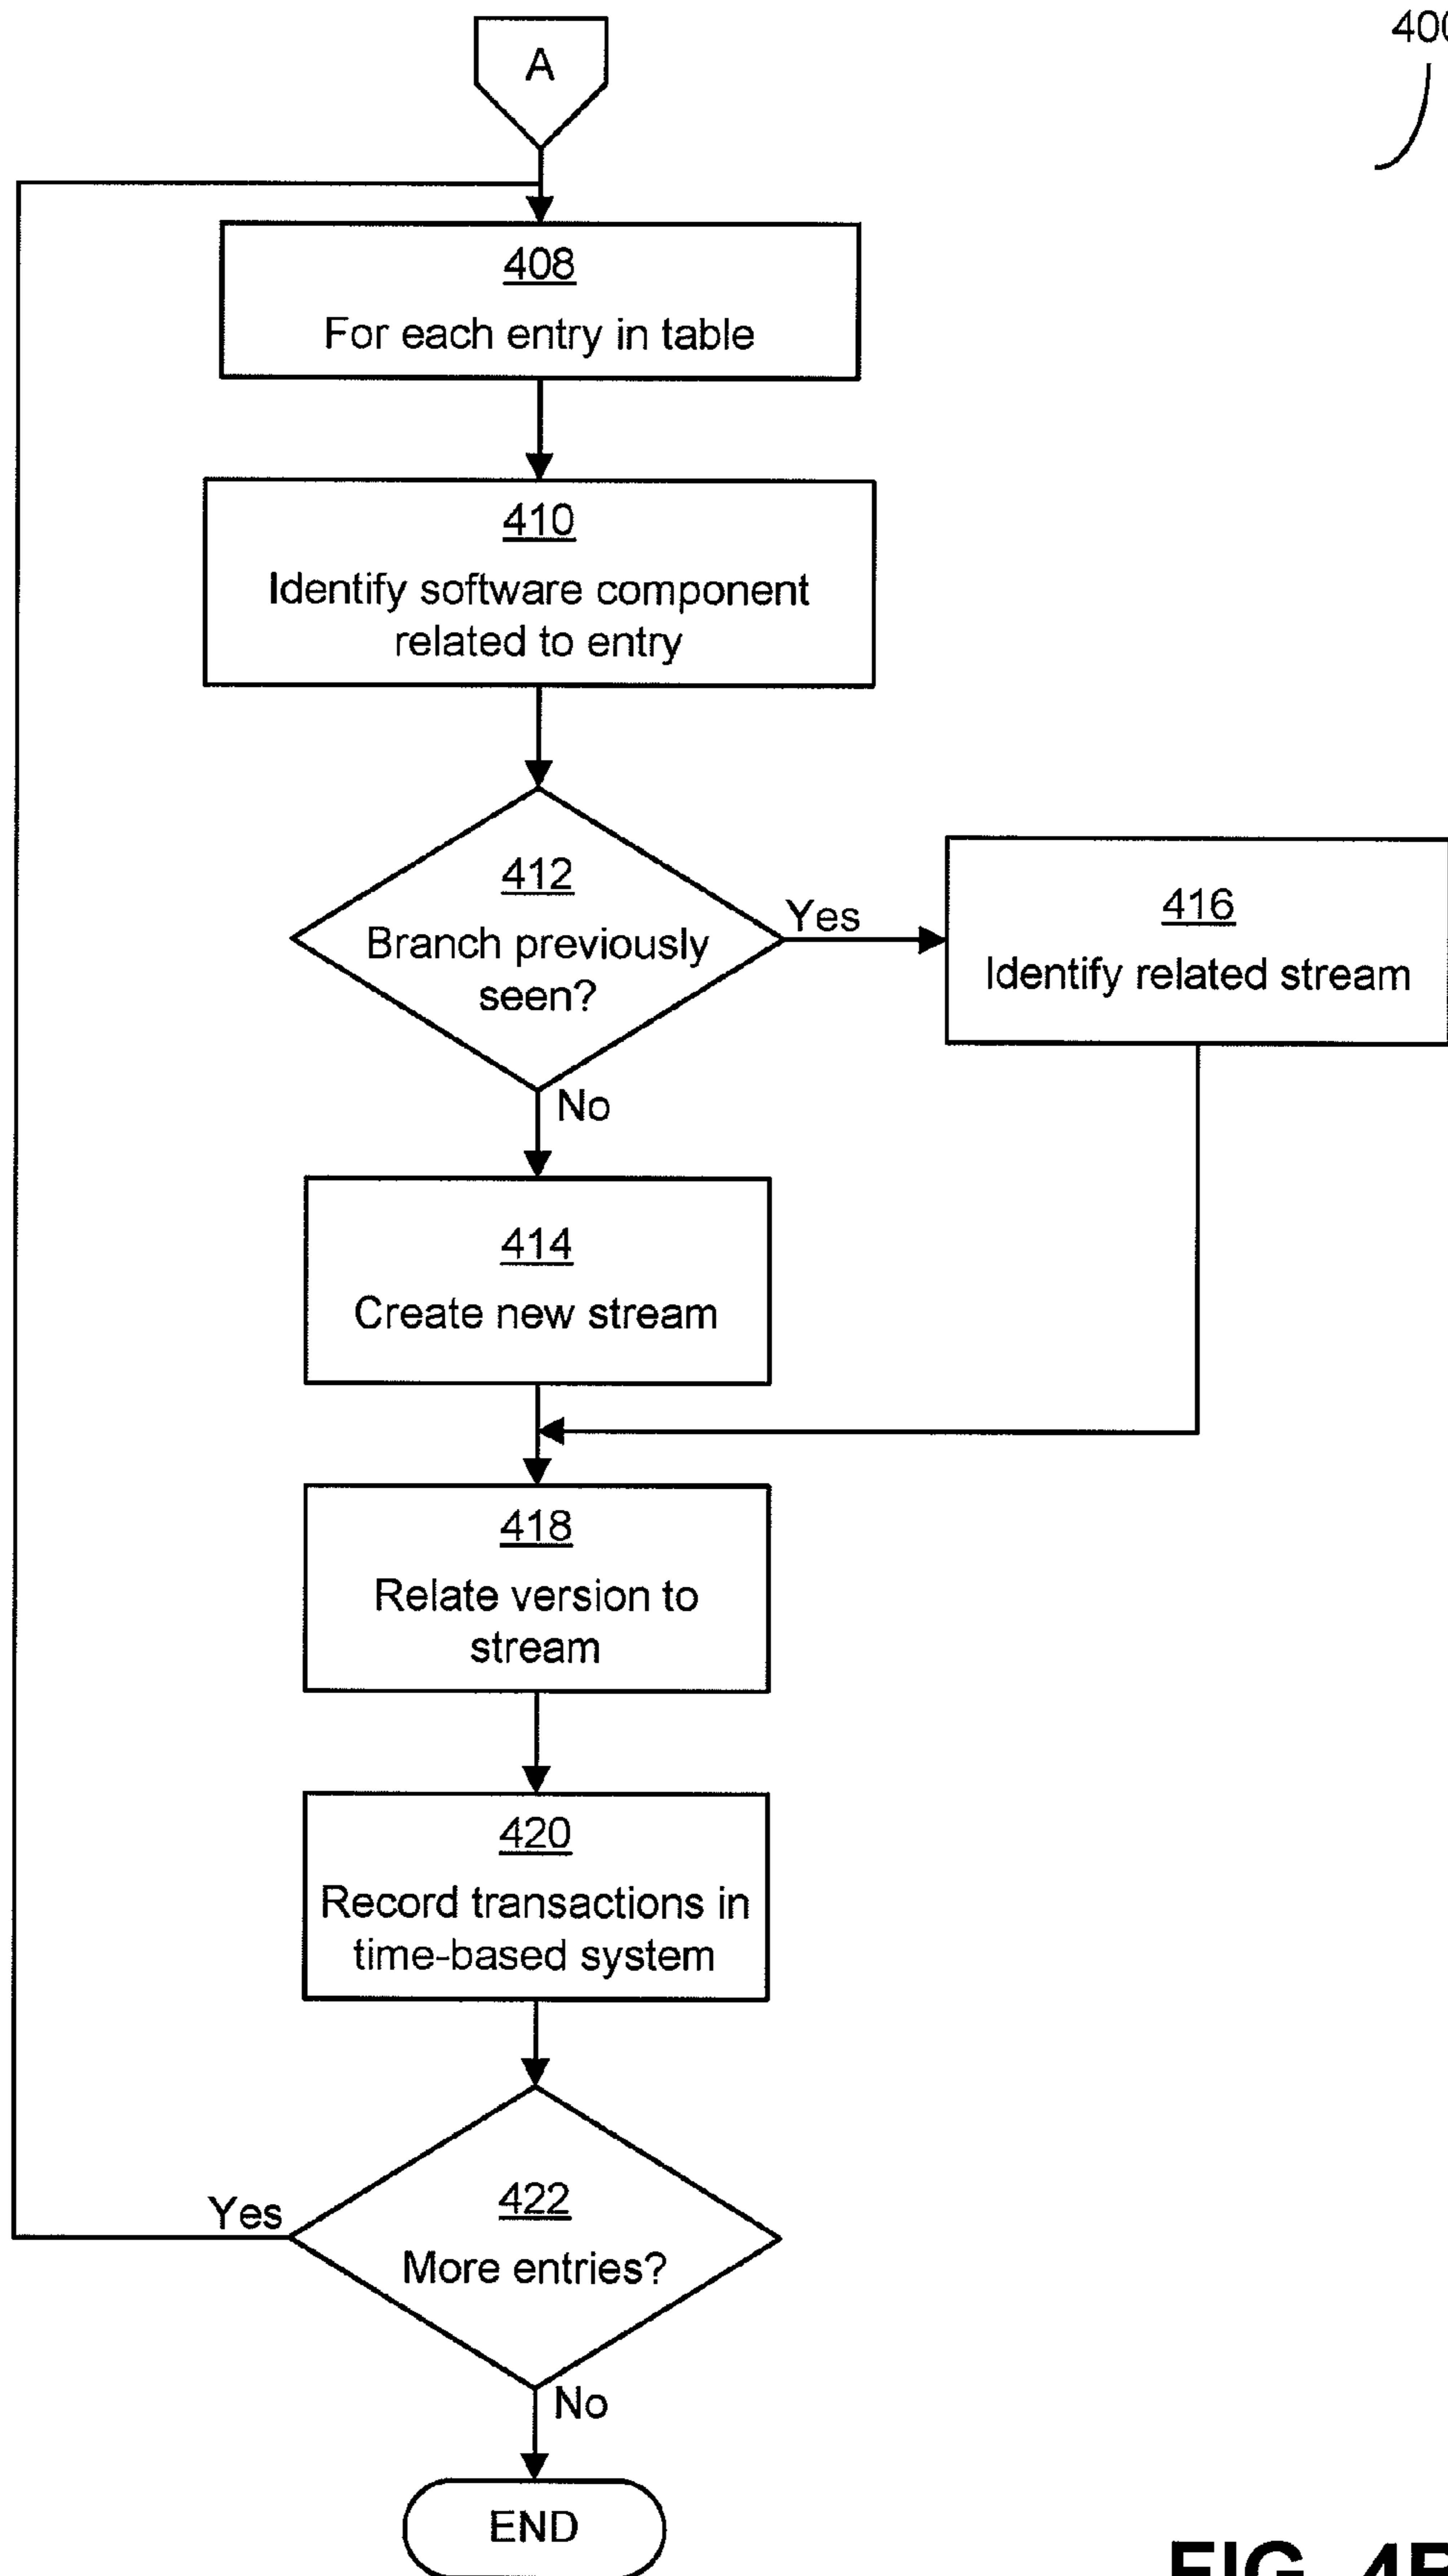 A
400
408
For each entry in table
410
Identify software component
related to entry
412
Branch previously
seen?
Yes
416
Identify related stream
No
414
Create new stream
418
Relate version to
stream
420
Record transactions in
time-based system
422
More entries?
Yes
No
END
FIG. 4B